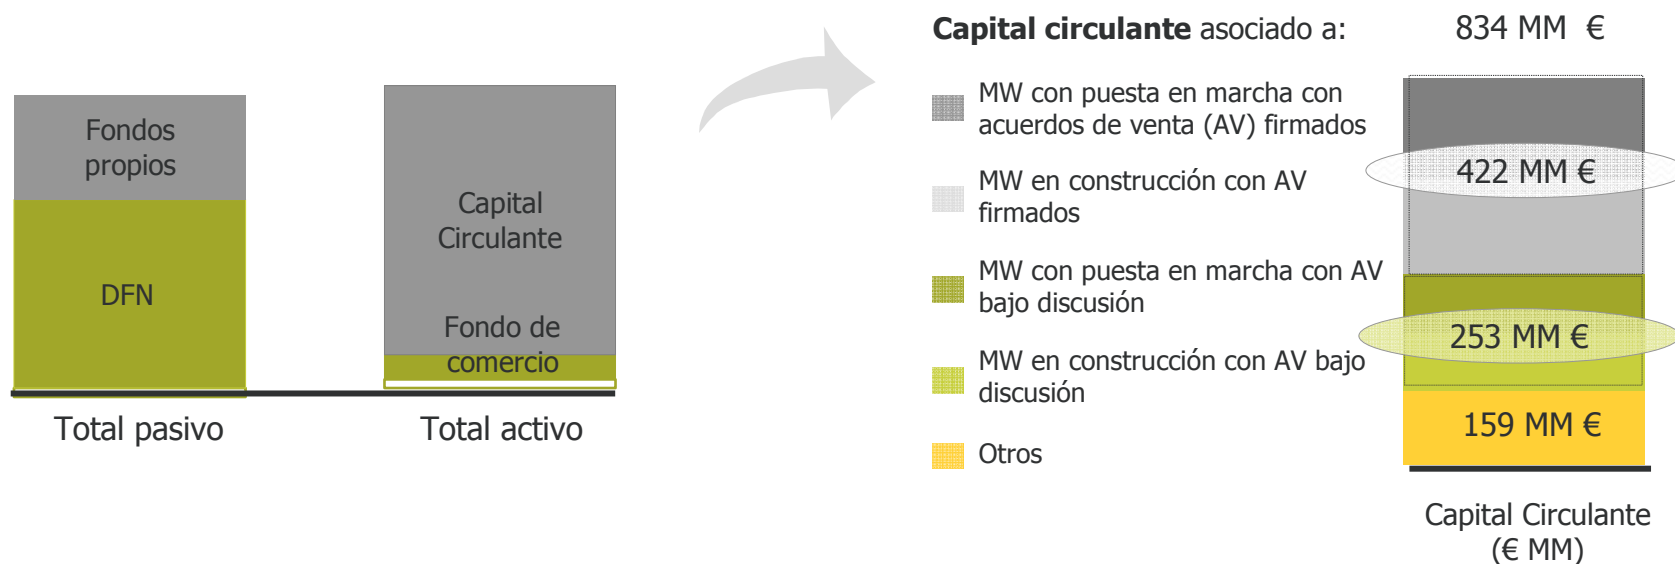 Fondos
propios
DFN
Total pasivo
Capital
Circulante
Fondo de
comercio
Total activo
Capital circulante asociado a:
834 MM €
MW con puesta en marcha con
acuerdos de venta (AV) firmados
MW en construcción con AV
firmados
MW con puesta en marcha con AV
bajo discusión
MW en construcción con AV bajo
discusión
Otros
422 MM €
253 MM €
159 MM €
Capital Circulante
(€ MM)